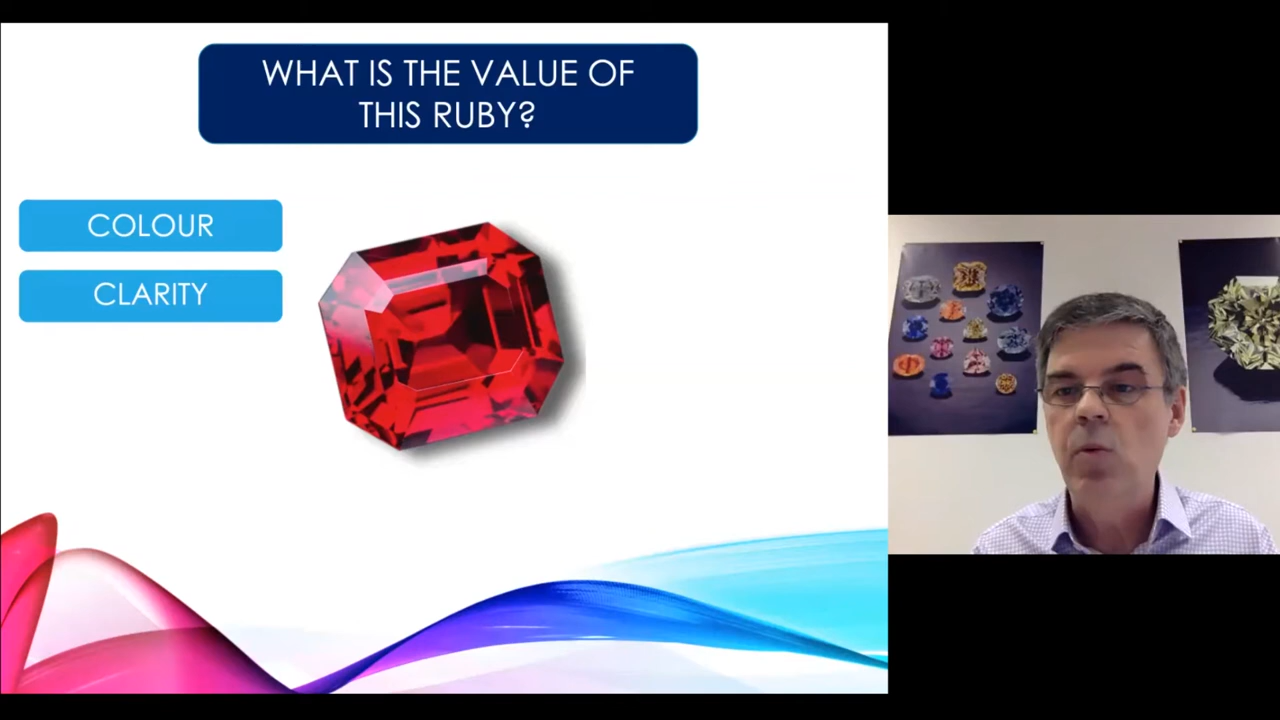 WHAT IS THE VALUE OF
THIS RUBY?
COLOUR
CLARITY